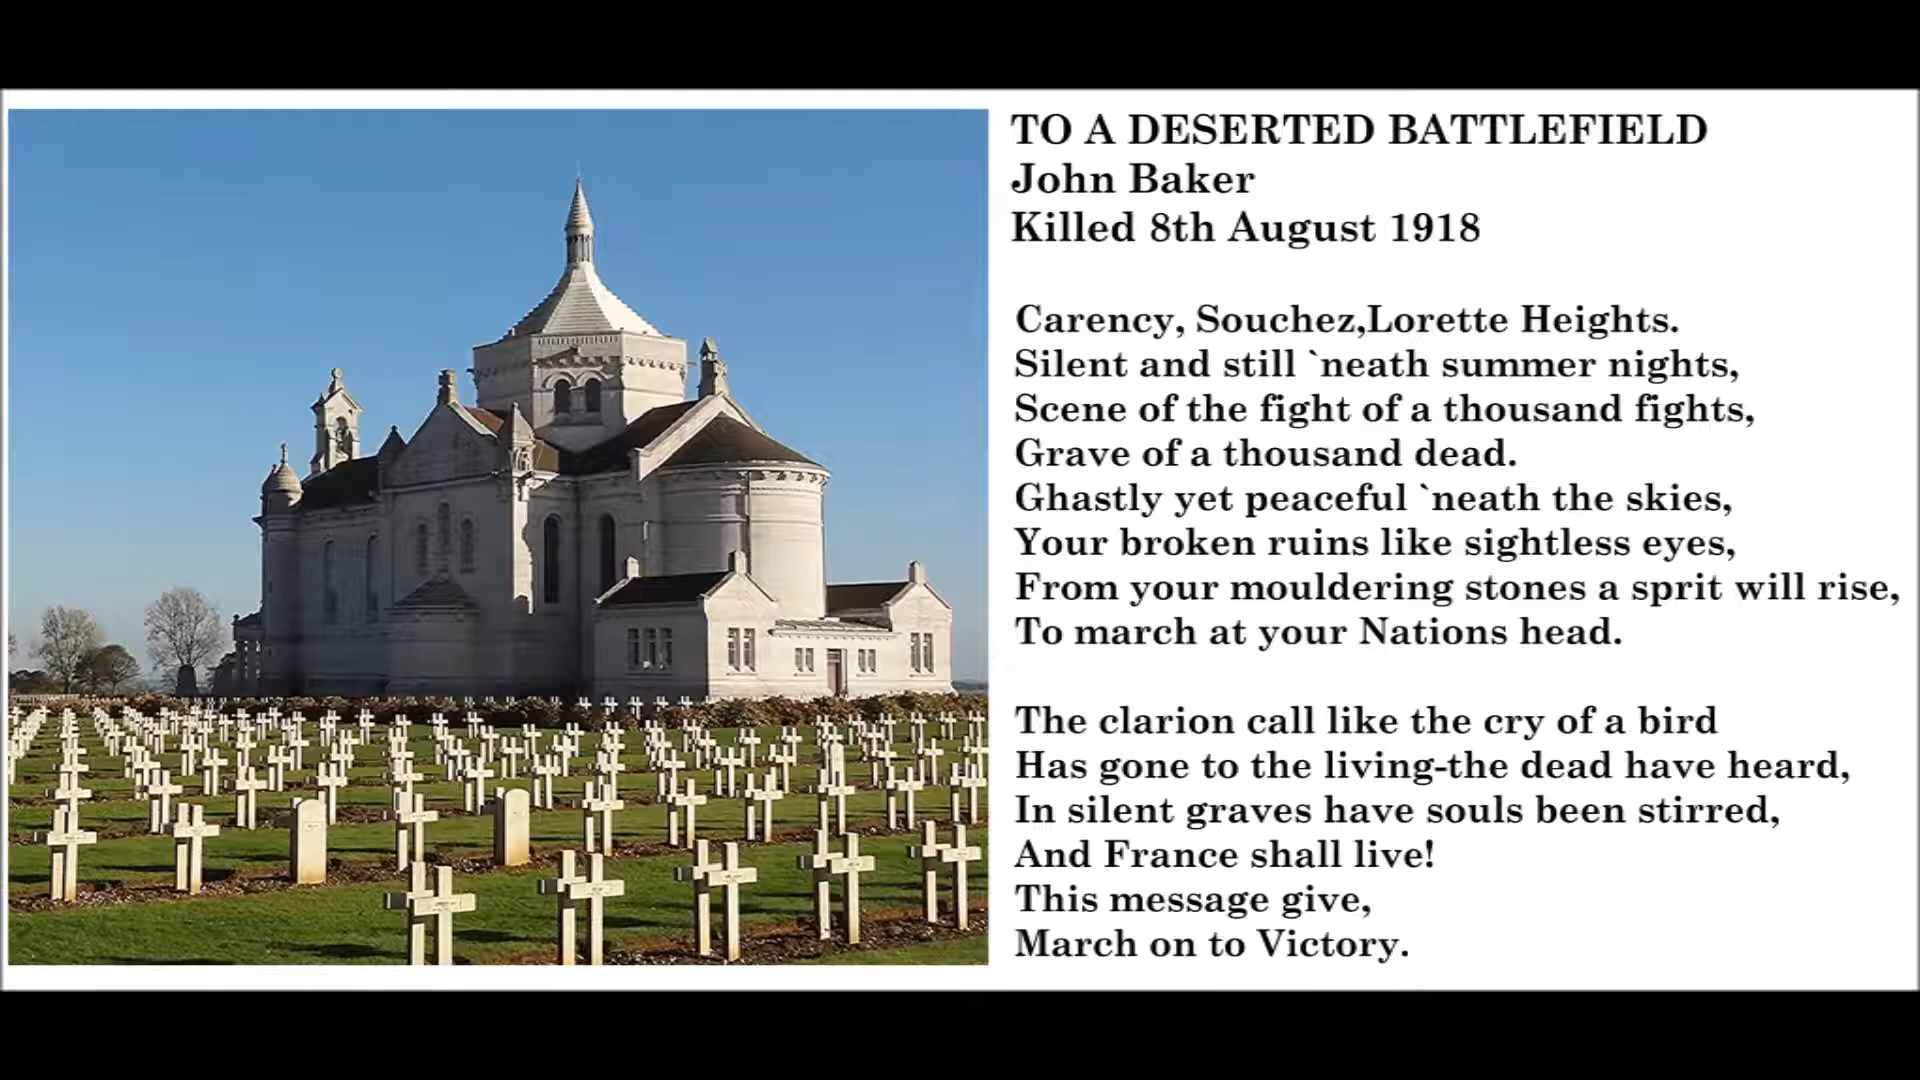 TO A DESERTED BATTLEFIELD
John Baker
Killed 8th August 1918
Carency, Souchez,Lorette Heights.
Silent and still `neath summer nights,
Scene of the fight of a thousand fights,
Grave of a thousand dead.
Ghastly yet peaceful `neath the skies,
Your broken ruins like sightless eyes,
From your mouldering stones a sprit will rise,
To march at your Nations head.
The clarion call like the cry of a bird
Has gone to the living-the dead have heard,
In silent graves have souls been stirred,
And France shall live!
This message give,
March on to Victory.